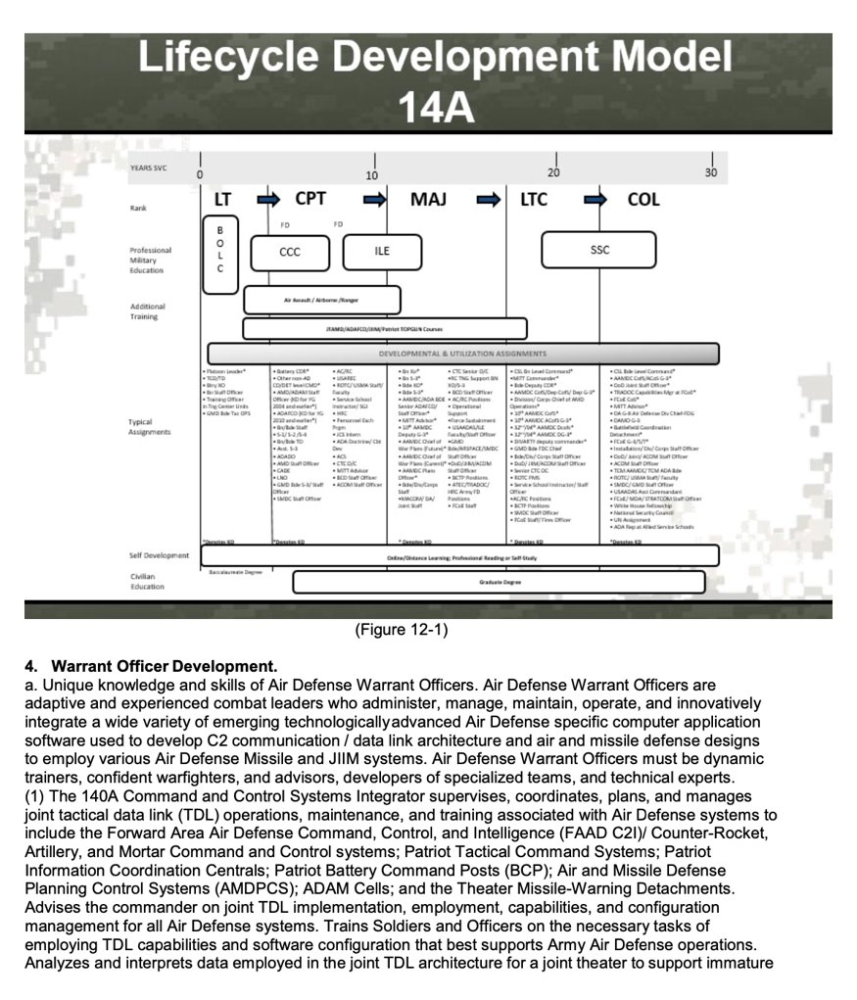 Lifecycle Development Model
14A
YEARS SVC
0
10
20
30
Rank
LT
CPT
MAJ
LTC
COL
FD
FD
Professional
Military
Education
B
O
L
C
CCC
ILE
SSC
Additional
Training
Air Assault / Airborne /Ranger
JTAMD/ADAFCO/JIIM/Patriot TOPGUN Courses
DEVELOPMENTAL & UTILIZATION ASSIGNMENTS
Typical
Assignments
• Platoon Leader*
• TCO/TD
• Btry XO
• Bn Staff Officer
• Training Officer
in Trg Center Units
• GMD Bde Tac OPS
*Denotes KD
• Battery CDR*
• Other non-AD
CO/DET level CMD*
• AMD/ADAM Staff
Officer (KD for YG
2004 and earlier*)
• ADAFCO (KD for YG
2010 and earlier*)
• Bn/Bde Staff
• S-1/ S-2 /S-4
• Bn/Bde TO
• Asst. S-3
• ADADO
• AMD Staff Officer
• CADE
• LNO
• GMD Bde S-3/ Staff
Officer
• SMDC Staff Officer
*Denotes KD
• AC/RC
• USAREC
• ROTC/ USMA Staff/
Faculty
• Service School
Instructor/ SGI
• HRC
• Personnel Exch
Prgm
• JCS Intern
• ADA Doctrine/ Cbt
Dev
• ACS
• CTC O/C
• MiTT Advisor
• BCD Staff Officer
• ACOM Staff Officer
• Bn Xo*
• Bn S-3*
• Bde XO*
• Bde S-3*
• AAMDC/ADA BDE
Senior ADAFCO/
Staff Officer*
• MiTT Advisor*
• 10th AAMDC
Deputy G-3*
• AAMDC Chief of
War Plans (Future)*
• AAMDC Chief of
War Plans (Current)*
• AAMDC Plans
Officer*
• Bde/Div/Corps
Staff
• MACOM/ DA/
Joint Staff
* Denotes KD
• CTC Senior O/C
• RC TNG Support BN
XO/S-3*
• BCD Staff Officer
• AC/RC Positions
• Operational
Support
• Force Sustainment
• USAADAS/LE
Faculty/Staff Officer
• GMD
Bde/AIRSPACE/SMDC
Staff Officer
• DoD/JIIM/ACOM
Staff Officer
• BCTP Positions
• ATEC/TRADOC/
HRC Army FD
Positions
• FCoE Staff
• CSL Bn Level Command*
• MiTT Commander*
• Bde Deputy CDR*
• AAMDC CofS/Dep CofS/ Dep G-3*
• Division/ Corps Chief of AMD
Operations*
• 10th AAMDC CofS*
• 10th AAMDC ACofS G-3*
• DIVARTY deputy commander*
• GMD Bde FDC Chief
• Bde/Div/ Corps Staff Officer
• DoD/ JIIM/ACOM Staff Officer
• Senior CTC OC
• ROTC PMS
• Service School Instructor/ Staff
Officer
• AC/RC Positions
• BCTP Positions
• SMDC Staff Officer
• FCoE Staff/ Fires Officer
* Denotes KD
• CSL Bde Level Command*
• AAMDC CofS/ACoS G-3*
• DoD Joint Staff Officer*
• TRADOC Capabilities Mgr at FCoE*
• FCoE CoS*
• MiTT Advisor*
• DA G-8 Air Defense Div Chief-FDG
• DAMO G-3
• Battlefield Coordination
Detachment*
• FCoE G-3/5/7*
• Installation/ Div/ Corps Staff Officer
• DoD/ Joint/ ACOM Staff Officer
• ACOM Staff Officer
• TCM AAMDC/ TCM ADA Bde
• ROTC/ USMA Staff/ Faculty
• SMDC/ GMD Staff Officer
• USAADAS Asst Commandant
• FCoE/ MDA/ STRATCOM Staff Officer
• White House Fellowship
• National Security Council
• UN Assignment
• ADA Rep at Allied Service Schools
*Denotes KD
Self Development
Online/Distance Learning; Professional Reading or Self-Study
Civilian
Education
Baccalaureate Degree
Graduate Degree
(Figure 12-1)
4. Warrant Officer Development.
a. Unique knowledge and skills of Air Defense Warrant Officers. Air Defense Warrant Officers are
adaptive and experienced combat leaders who administer, manage, maintain, operate, and innovatively
integrate a wide variety of emerging technologically advanced Air Defense specific computer application
software used to develop C2 communication / data link architecture and air and missile defense designs
to employ various Air Defense Missile and JIIM systems. Air Defense Warrant Officers must be dynamic
trainers, confident warfighters, and advisors, developers of specialized teams, and technical experts.
(1) The 140A Command and Control Systems Integrator supervises, coordinates, plans, and manages
joint tactical data link (TDL) operations, maintenance, and training associated with Air Defense systems to
include the Forward Area Air Defense Command, Control, and Intelligence (FAAD C2I)/ Counter-Rocket,
Artillery, and Mortar Command and Control systems; Patriot Tactical Command Systems; Patriot
Information Coordination Centrals; Patriot Battery Command Posts (BCP); Air and Missile Defense
Planning Control Systems (AMDPCS); ADAM Cells; and the Theater Missile-Warning Detachments.
Advises the commander on joint TDL implementation, employment, capabilities, and configuration
management for all Air Defense systems. Trains Soldiers and Officers on the necessary tasks of
employing TDL capabilities and software configuration that best supports Army Air Defense operations.
Analyzes and interprets data employed in the joint TDL architecture for a joint theater to support immature